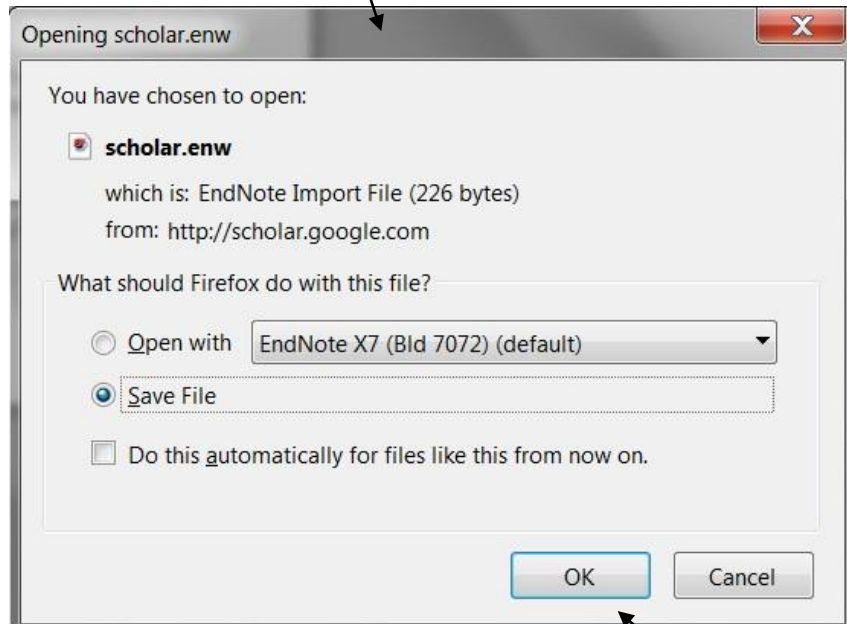 Opening scholar.enw
You have chosen to open:
scholar.enw
which is: EndNote Import File (226 bytes)
from: http://scholar.google.com
What should Firefox do with this file?
Open with EndNote X7 (Bld 7072) (default)
Save File
Do this automatically for files like this from now on.
OK Cancel